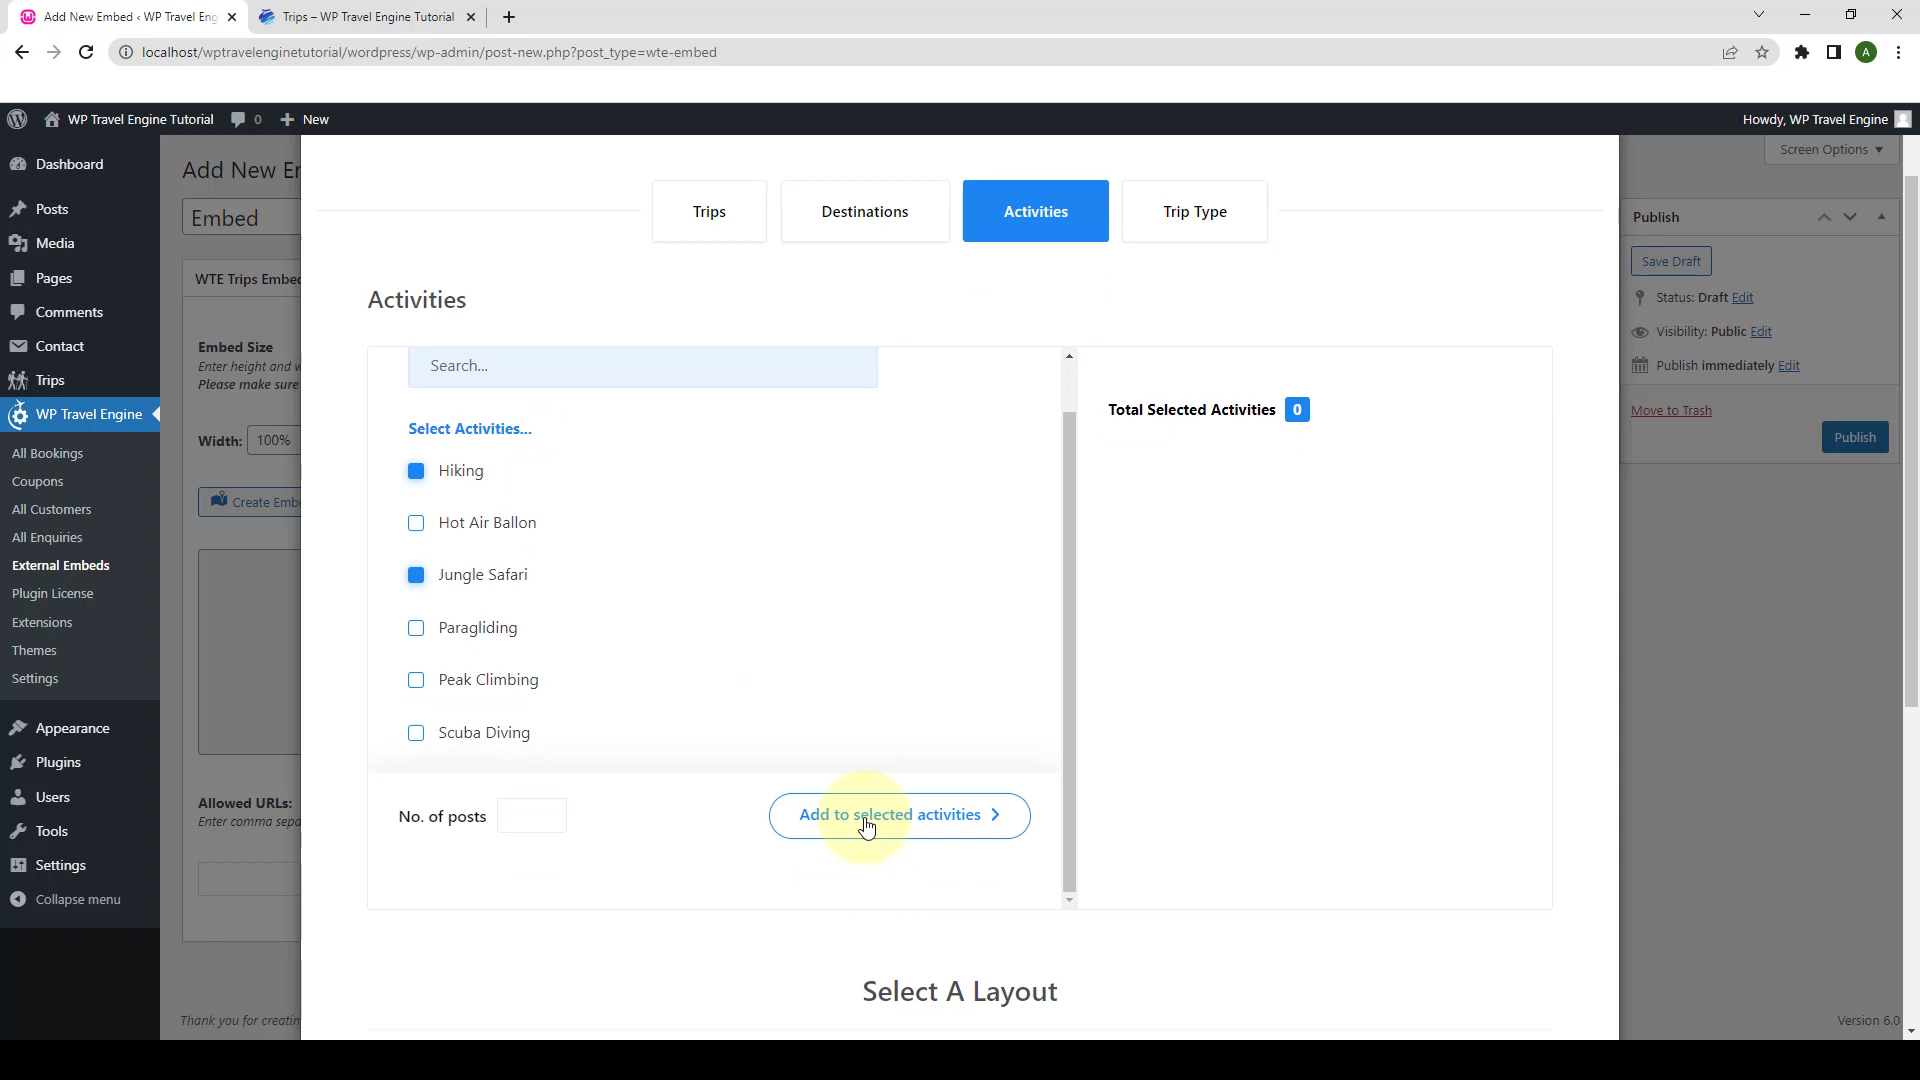 Add New Embed ‹ WP Travel Eng
Trips – WP Travel Engine Tutorial
localhost/wptravelenginetutorial/wordpress/wp-admin/post-new.php?post_type=wte-embed
A
WP Travel Engine Tutorial
0
New
Howdy, WP Travel Engine
Dashboard
Posts
Media
Pages
Comments
Contact
Trips
WP Travel Engine
All Bookings
Coupons
All Customers
All Enquiries
External Embeds
Plugin License
Extensions
Themes
Settings
Appearance
Plugins
Users
Tools
Settings
Collapse menu
Add New Er
Embed
WTE Trips Embed
Embed Size
Enter height and w
Please make sure
Width: 100%
Create Embe
Allowed URLs:
Enter comma sepa
Thank you for creatin
Trips
Destinations
Activities
Trip Type
Activities
Search...
Select Activities...
Hiking
Hot Air Ballon
Jungle Safari
Paragliding
Peak Climbing
Scuba Diving
No. of posts
Add to selected activities
Total Selected Activities 0
Select A Layout
Screen Options
Publish
Save Draft
Status: Draft Edit
Visibility: Public Edit
Publish immediately Edit
Move to Trash
Publish
Version 6.0